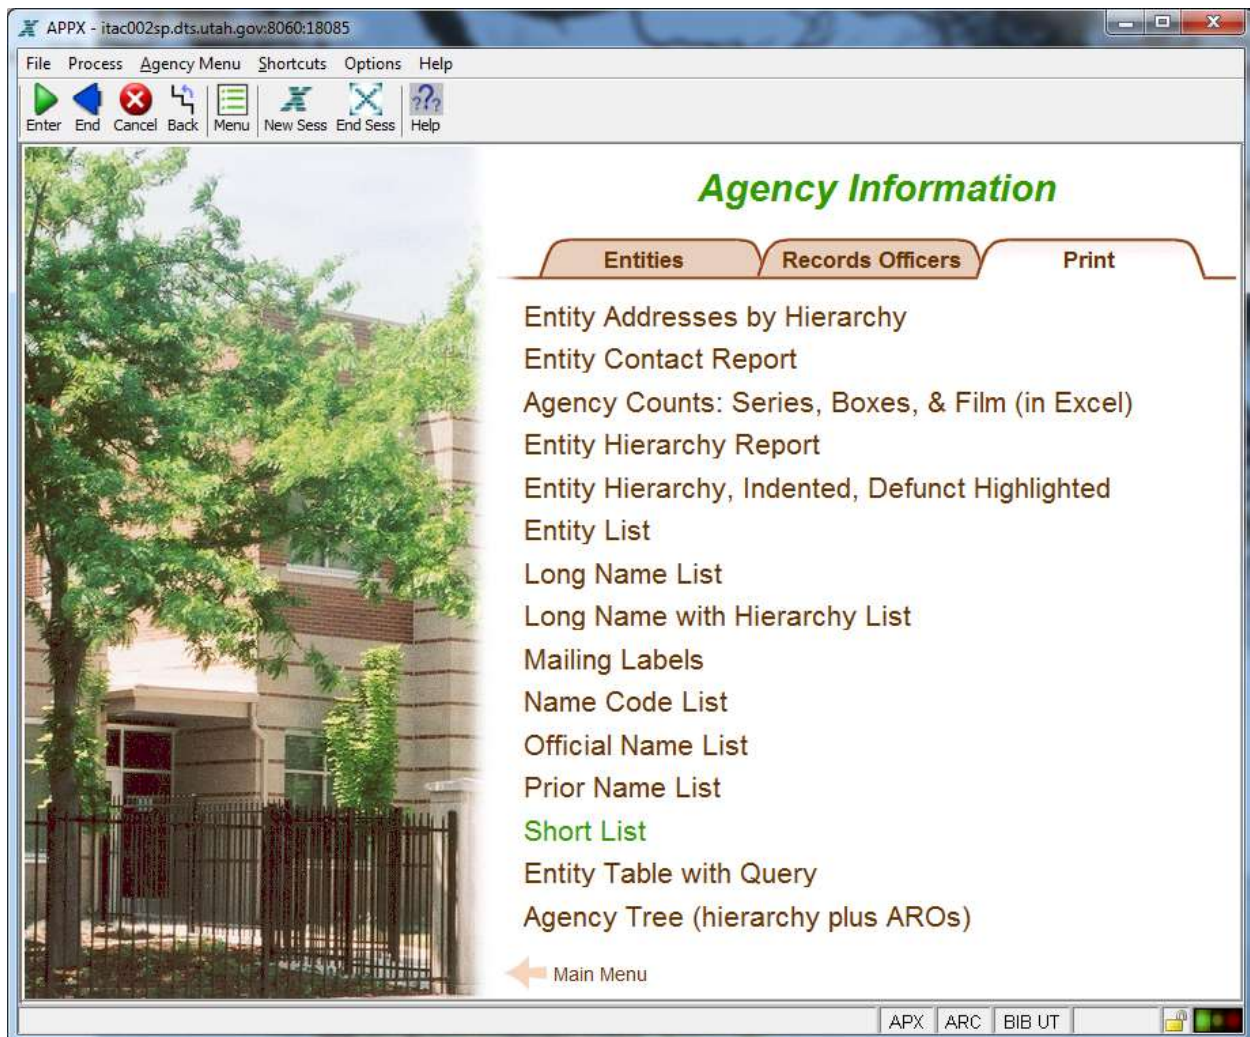 APPX - itac002sp.dts.utah.gov:8060:18085
File Process Agency Menu Shortcuts Options Help
Enter End Cancel Back Menu New Sess End Sess Help
Agency Information
Entities Records Officers Print
Entity Addresses by Hierarchy
Entity Contact Report
Agency Counts: Series, Boxes, & Film (in Excel)
Entity Hierarchy Report
Entity Hierarchy, Indented, Defunct Highlighted
Entity List
Long Name List
Long Name with Hierarchy List
Mailing Labels
Name Code List
Official Name List
Prior Name List
Short List
Entity Table with Query
Agency Tree (hierarchy plus AROs)
Main Menu
APX ARC BIB UT